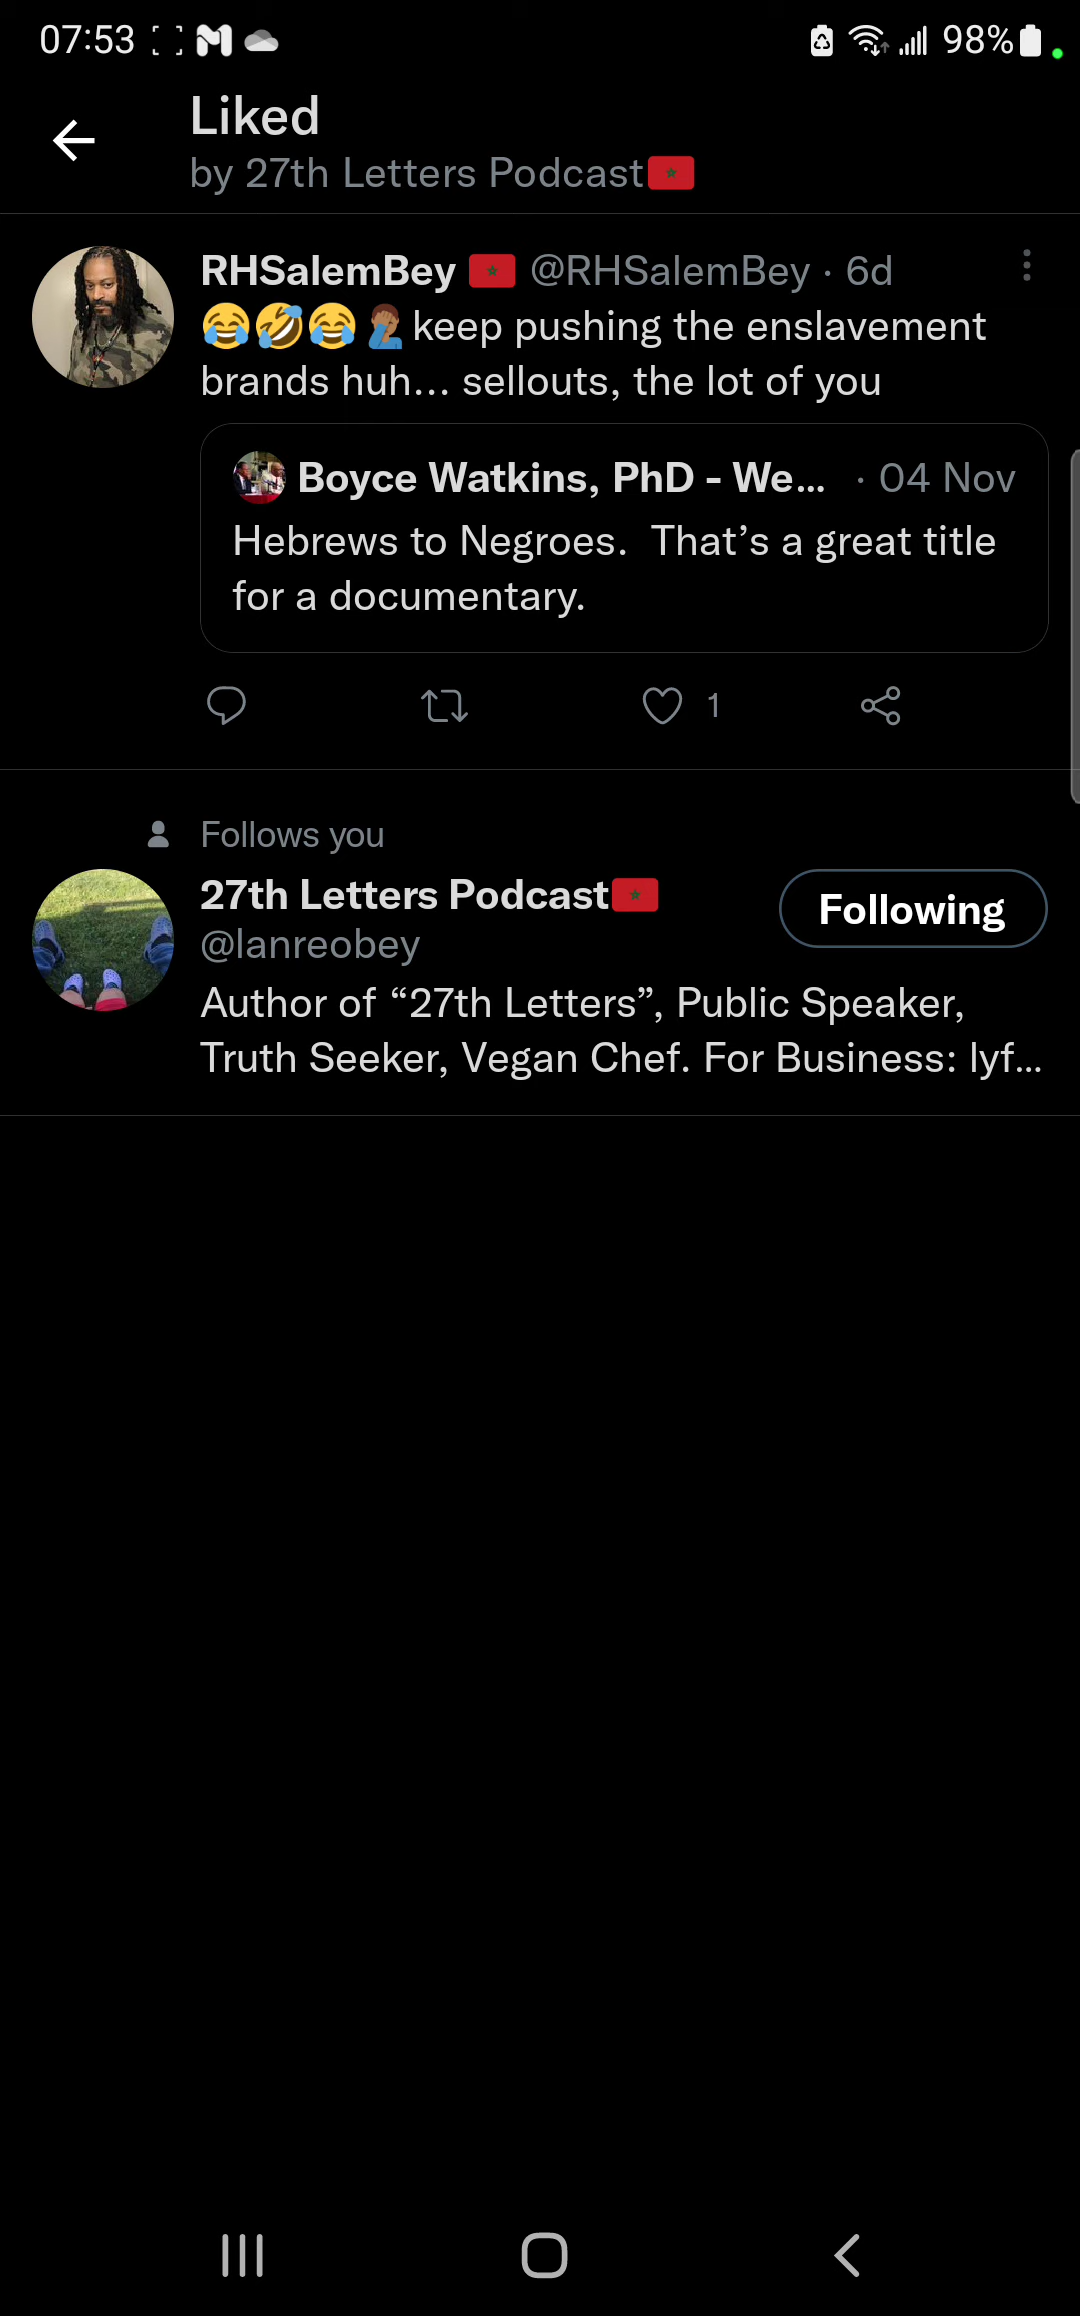 07:53
98%
Liked
by 27th Letters Podcast🇲🇦
RHSalemBey 🇲🇦 @RHSalemBey · 6d
😂🤣😂🤦🏾‍♂️keep pushing the enslavement
brands huh... sellouts, the lot of you
Boyce Watkins, PhD - We... · 04 Nov
Hebrews to Negroes.  That’s a great title
for a documentary.
1
Follows you
27th Letters Podcast🇲🇦
Following
@lanreobey
Author of “27th Letters”, Public Speaker,
Truth Seeker, Vegan Chef. For Business: lyf...